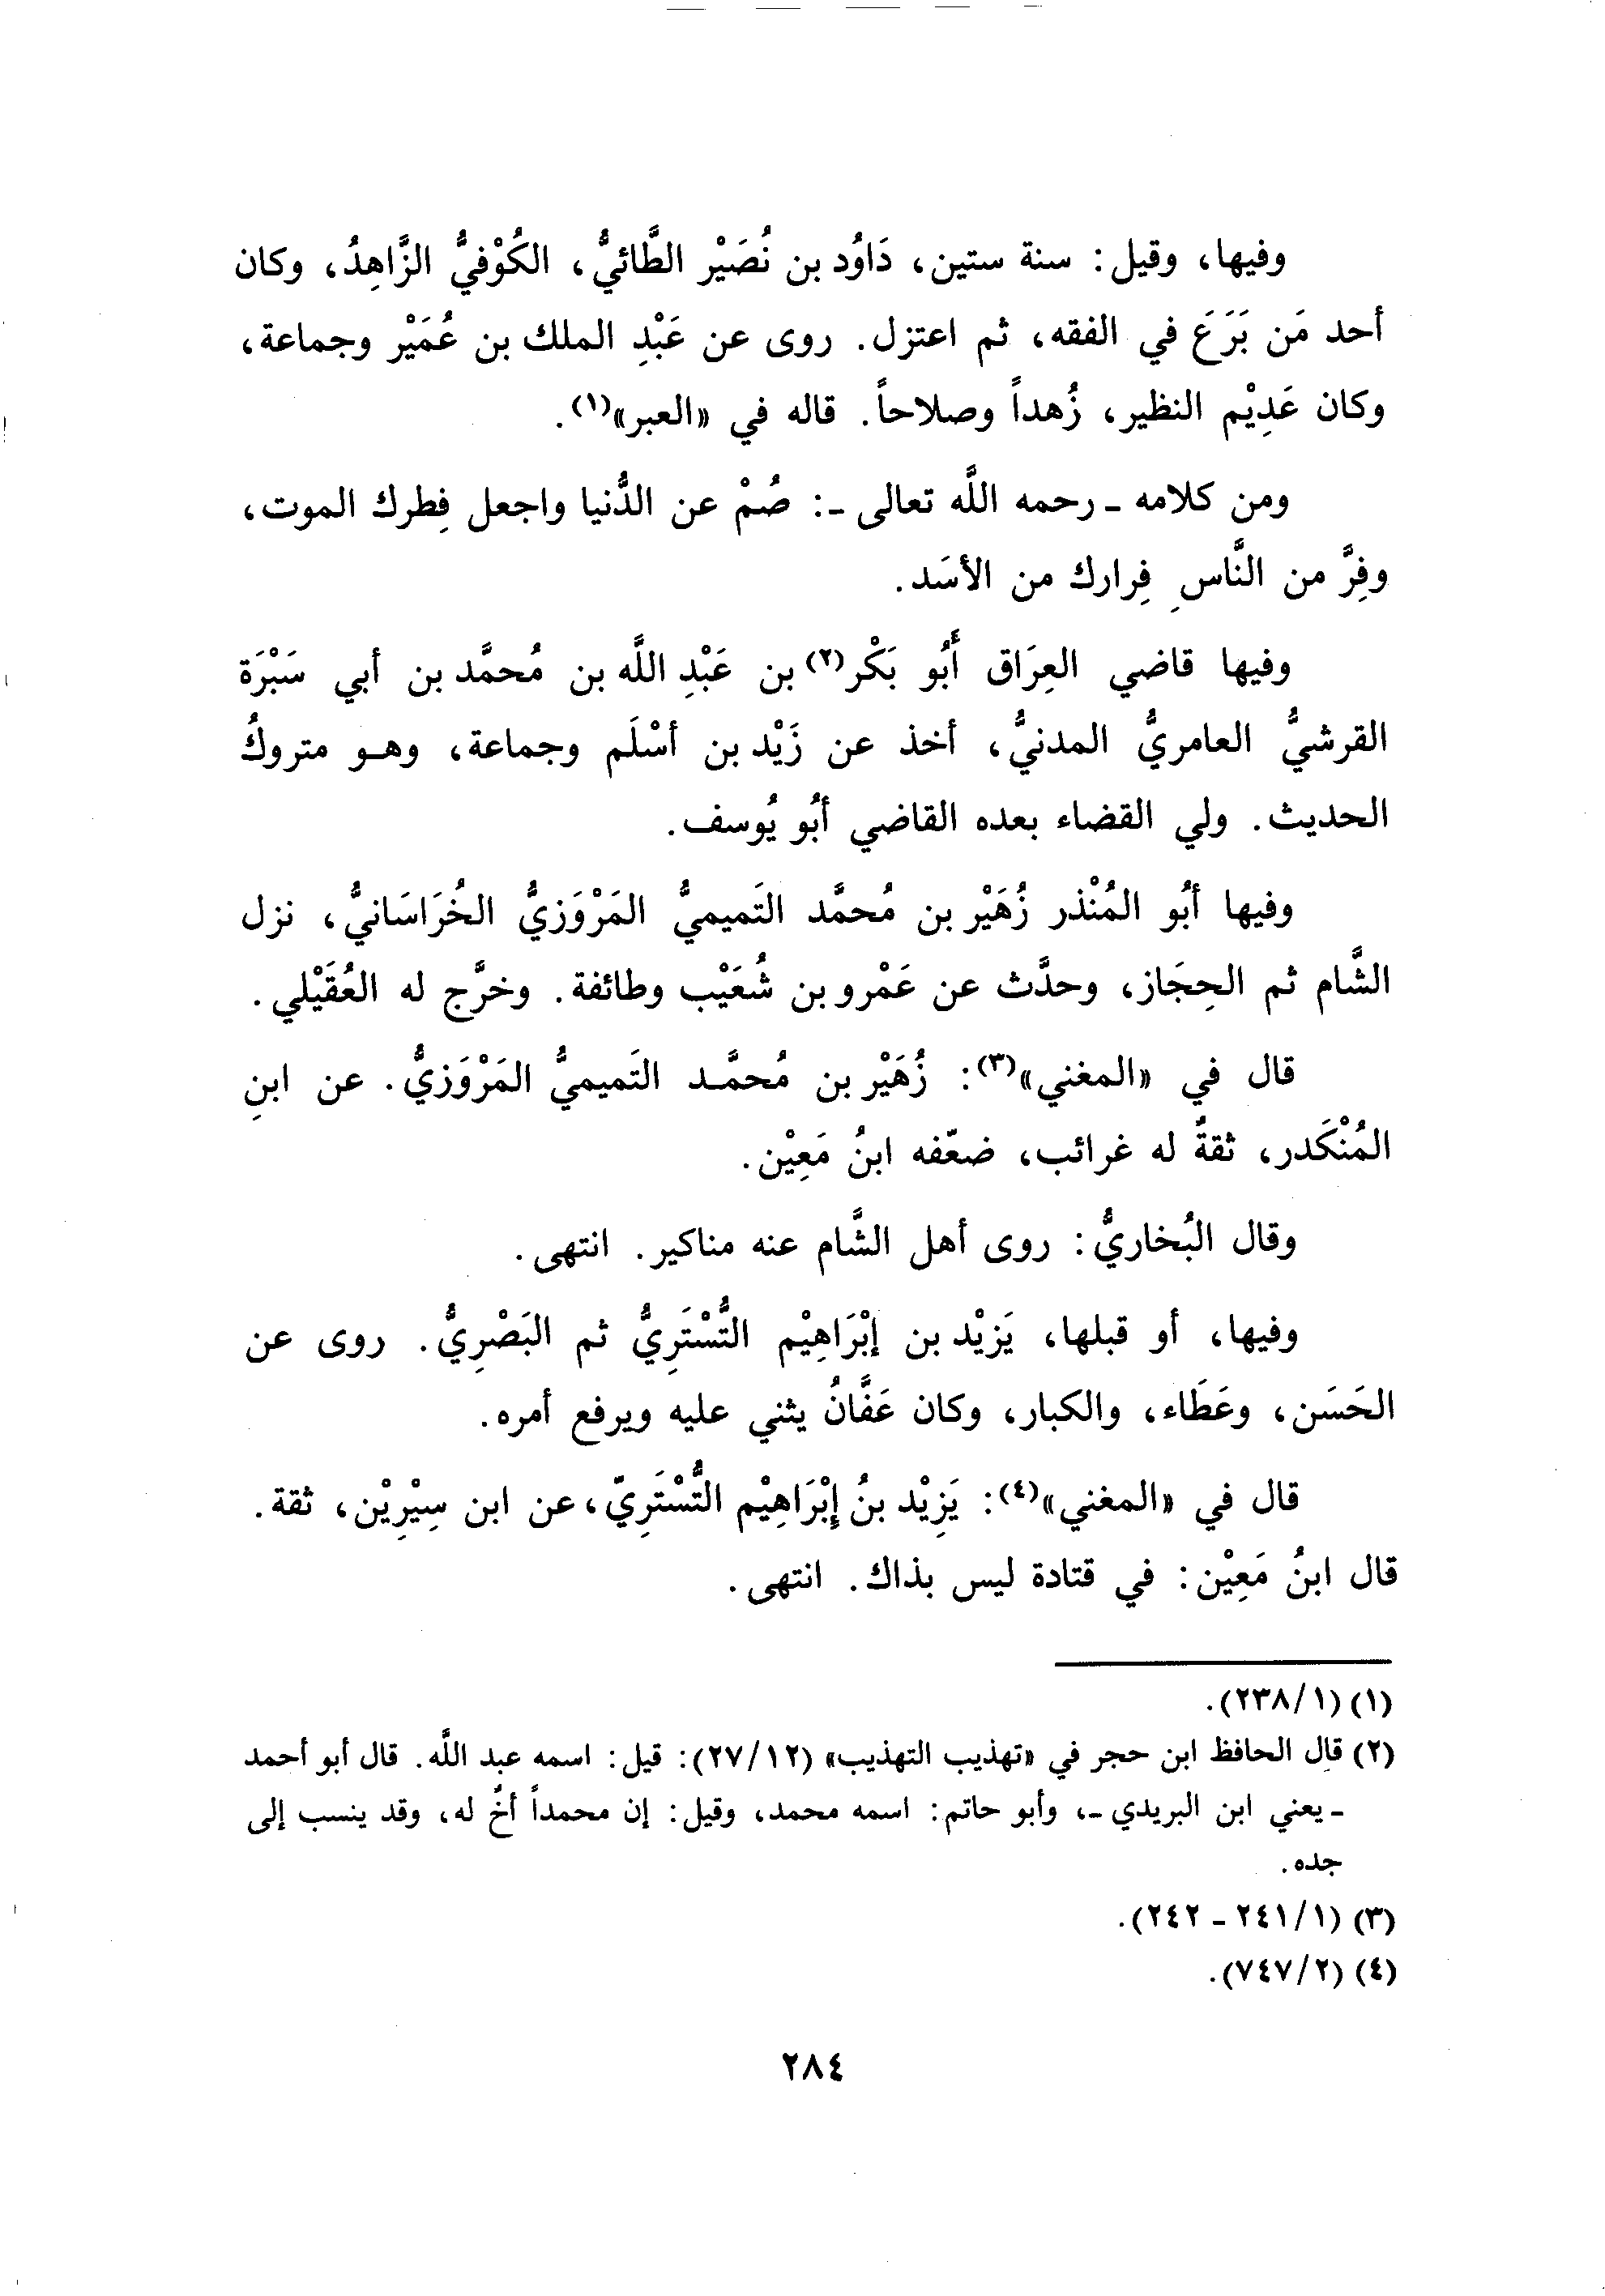 وفيها، وقيل: سنة ستين، دَاوُد بن نُصَيْر الطَّائيُّ، الكُوْفيُّ الزَّاهِدُ، وكان
أحد مَن بَرَعَ في الفقه، ثم اعتزل. روى عن عَبْدِ الملك بن عُمَيْر وجماعة،
وكان عَدِيْم النظير، زُهداً وصلاحاً. قاله في «العبر»(١).
ومن كلامه ـ رحمه اللَّه تعالى ـ: صُمْ عن الدُّنيا واجعل فِطرك الموت،
وفِرَّ من النَّاسِ فِرارك من الأسَد.
وفيها قاضي العِرَاق أَبُو بَكْر(٢) بن عَبْدِ اللَّه بن مُحمَّد بن أبي سَبْرَة
القرشيُّ العامريُّ المدنيُّ، أخذ عن زَيْد بن أسْلَم وجماعة، وهو متروكُ
الحديث. ولي القضاء بعده القاضي أبُو يُوسف.
وفيها أبُو المُنْذر زُهَيْر بن مُحمَّد التَميميُّ المَرْوَزيُّ الخُرَاسَانيُّ، نزل
الشَّام ثم الحِجَاز، وحدَّث عن عَمْرو بن شُعَيْب وطائفة. وخرَّج له العُقَيْلي.
قال في «المغني»(٣): زُهَيْر بن مُحمَّد التَميميُّ المَرْوَزيُّ. عن ابنِ
المُنْكَدر، ثقةٌ له غرائب، ضعّفه ابنُ مَعِيْن.
وقال البُخاريُّ: روى أهل الشَّام عنه مناكير. انتهى.
وفيها، أو قبلها، يَزِيْد بن إبْرَاهِيْم التُّسْتَرِيُّ ثم البَصْرِيُّ. روى عن
الحَسَن، وعَطَاء، والكبار، وكان عَفَّانُ يثني عليه ويرفع أمره.
قال في «المغني»(٤): يَزِيْد بنُ إِبْرَاهِيْم التُّسْتَرِيّ، عن ابن سِيْرِيْن، ثقة.
قال ابنُ مَعِيْن: في قتادة ليس بذاك. انتهى.
(١) (١/٢٣٨).
(٢) قال الحافظ ابن حجر في «تهذيب التهذيب» (١٢/٢٧): قيل: اسمه عبد اللَّه. قال أبو أحمد
ـ يعني ابن البريدي ـ، وأبو حاتم: اسمه محمد، وقيل: إن محمداً أخٌ له، وقد ينسب إلى
جده.
(٣) (١/٢٤١ ـ ٢٤٢).
(٤) (٢/٧٤٧).
٢٨٤